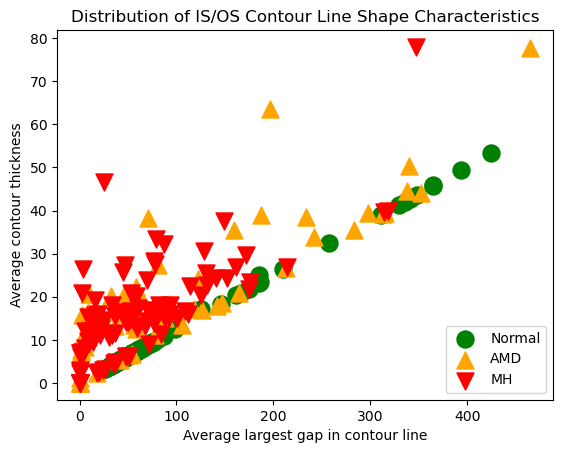 Distribution of IS/OS Contour Line Shape Characteristics
Average contour thickness
80
70
60
50
40
30
20
10
0
0 100 200 300 400
Average largest gap in contour line
Normal
AMD
MH